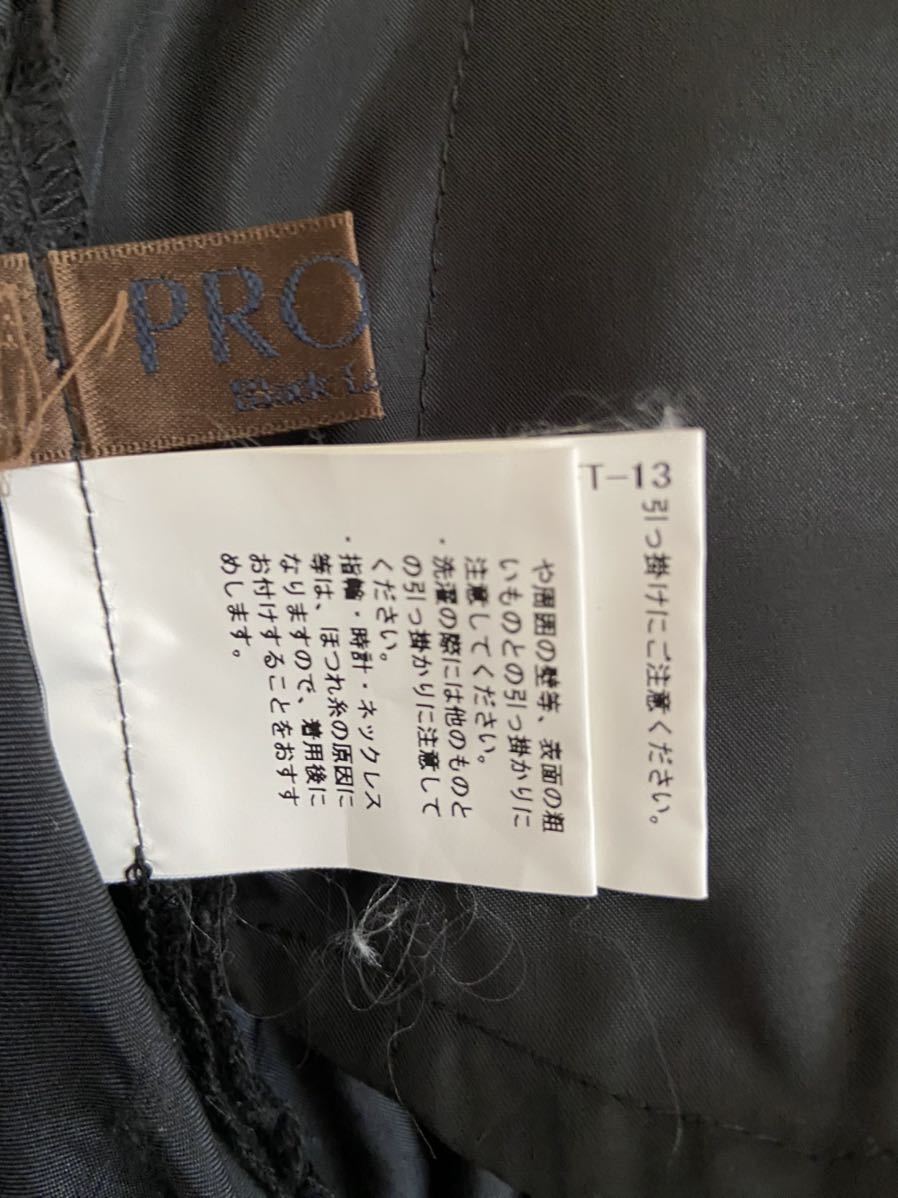 PRO
Black
T-13
引っ掛けにご注意ください。
や周囲の壁等、表面の粗
いものとの引っ掛かりに
注意してください。
・洗濯の際には他のものと
の引っ掛かりに注意して
ください。
・指輪・時計・ネックレス
等は、ほつれ糸の原因に
なりますので、着用後に
お付けすることをおすす
めします。